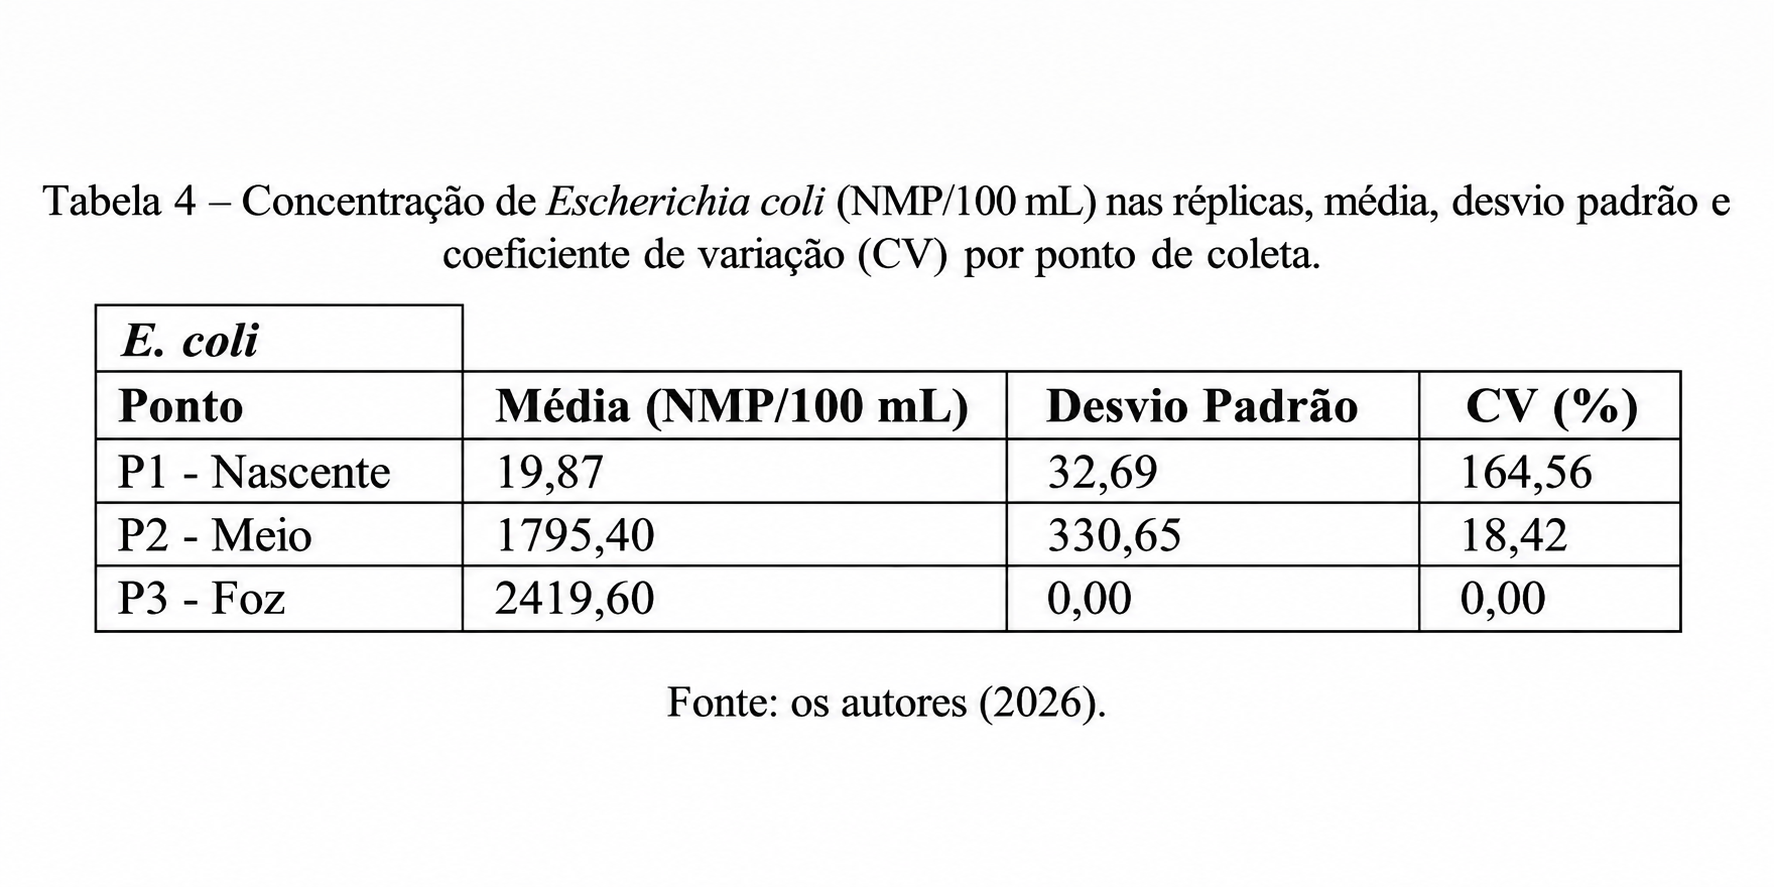 Tabela 4 – Concentração de Escherichia coli (NMP/100 mL) nas réplicas, média, desvio padrão e
coeficiente de variação (CV) por ponto de coleta.
E. coli
Ponto Média (NMP/100 mL) Desvio Padrão CV (%)
P1 - Nascente 19,87 32,69 164,56
P2 - Meio 1795,40 330,65 18,42
P3 - Foz 2419,60 0,00 0,00
Fonte: os autores (2026).